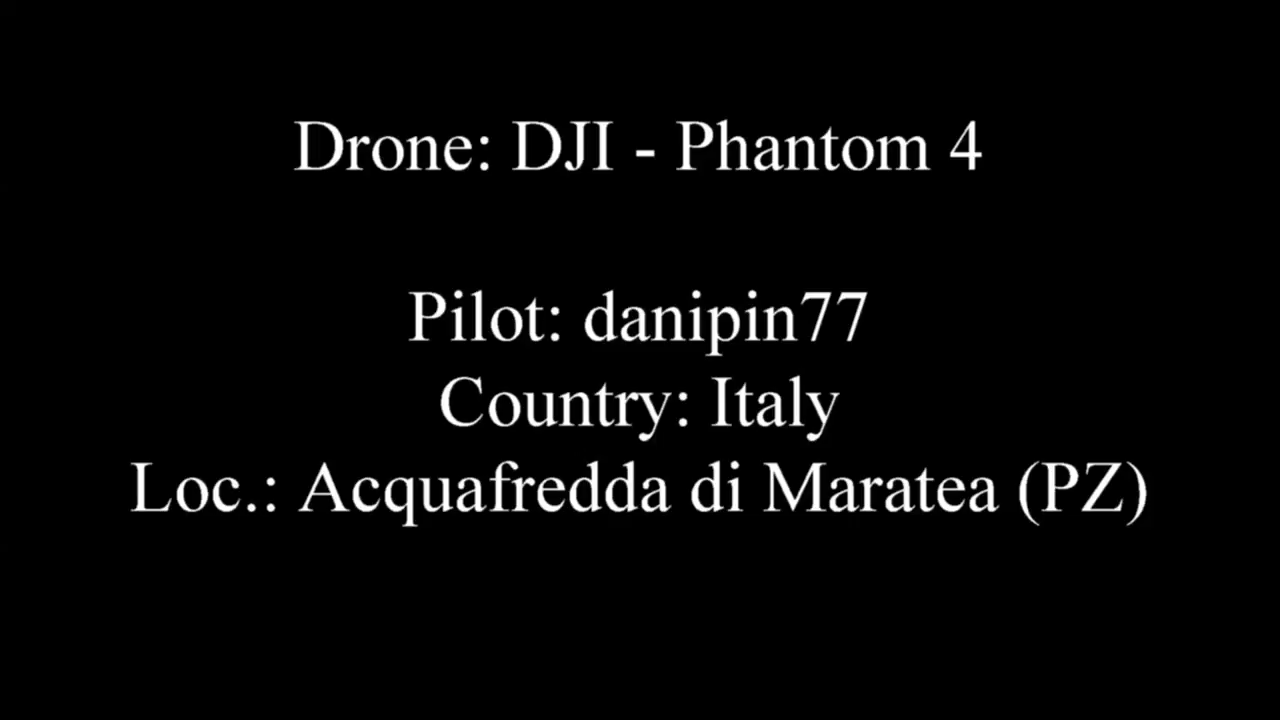 Drone: DJI - Phantom 4
Pilot: danipin77
Country: Italy
Loc.: Acquafredda di Maratea (PZ)